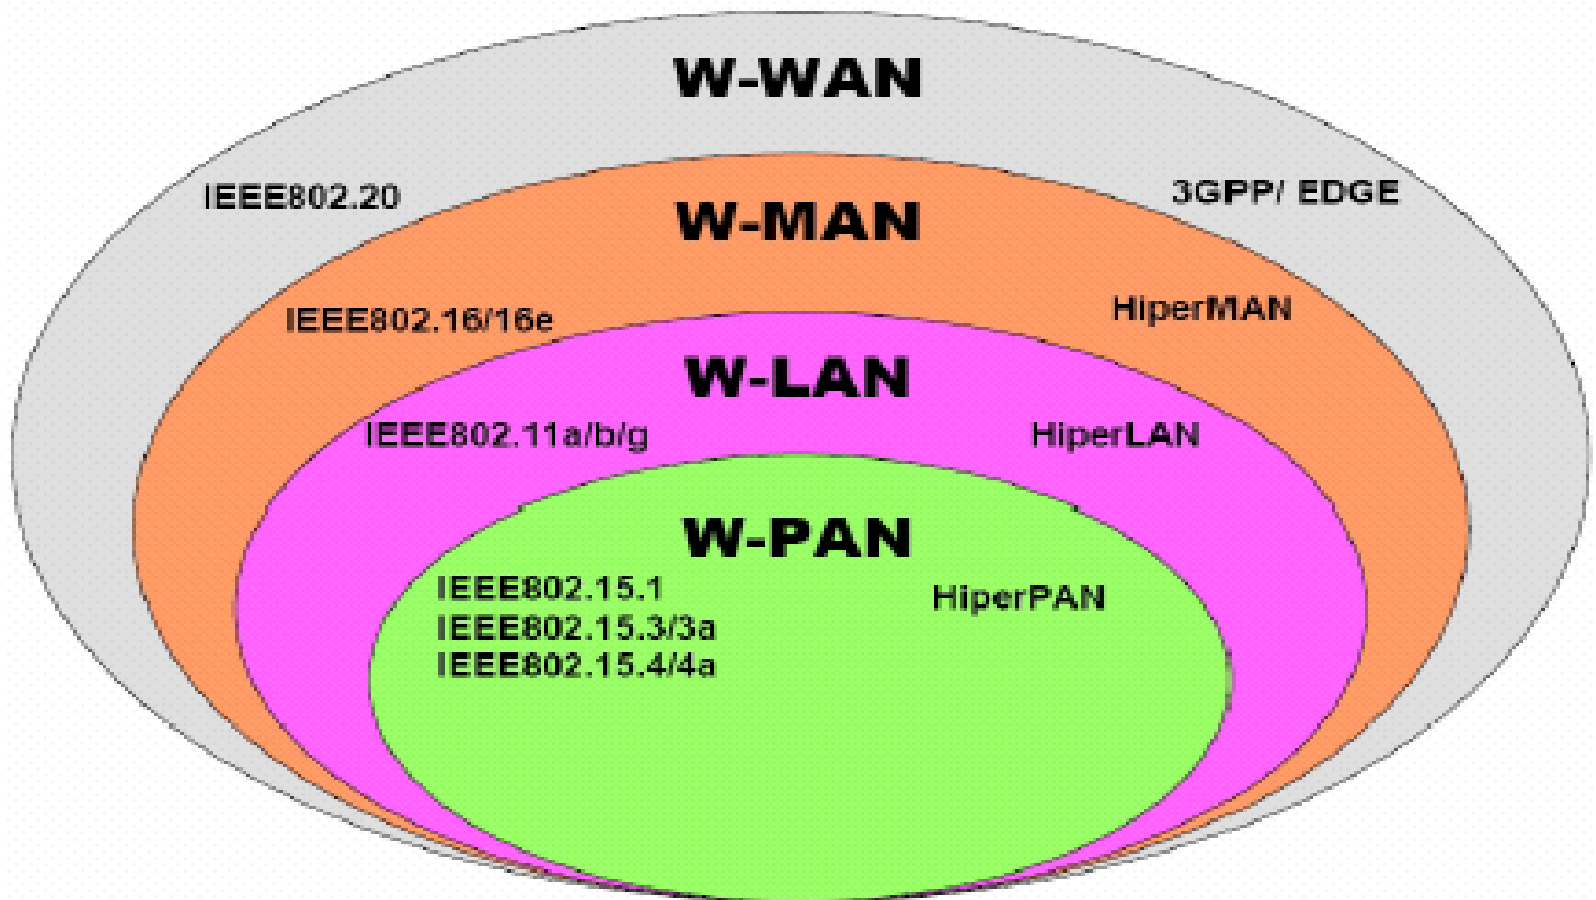 W-WAN
IEEE802.20
3GPP/ EDGE
W-MAN
IEEE802.16/16e
HiperMAN
W-LAN
IEEE802.11a/b/g
HiperLAN
W-PAN
IEEE802.15.1
HiperPAN
IEEE802.15.3/3a
IEEE802.15.4/4a